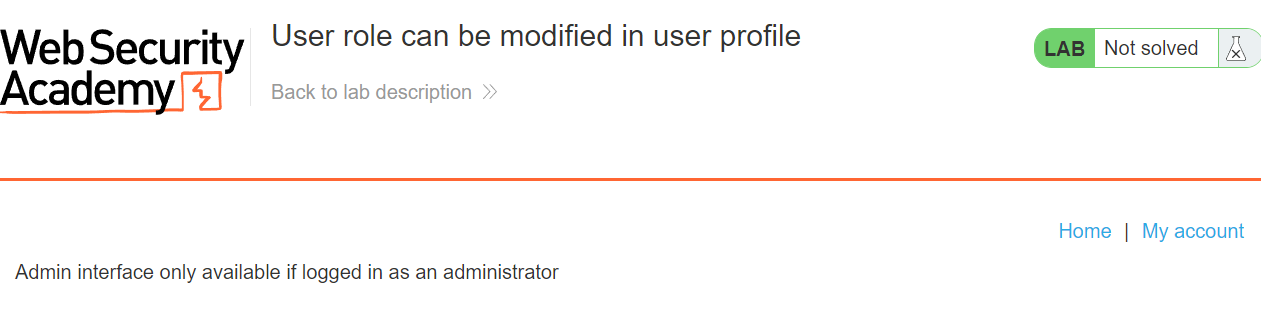 Web Security
Academy
User role can be modified in user profile
Back to lab description
LAB Not solved
Home | My account
Admin interface only available if logged in as an administrator